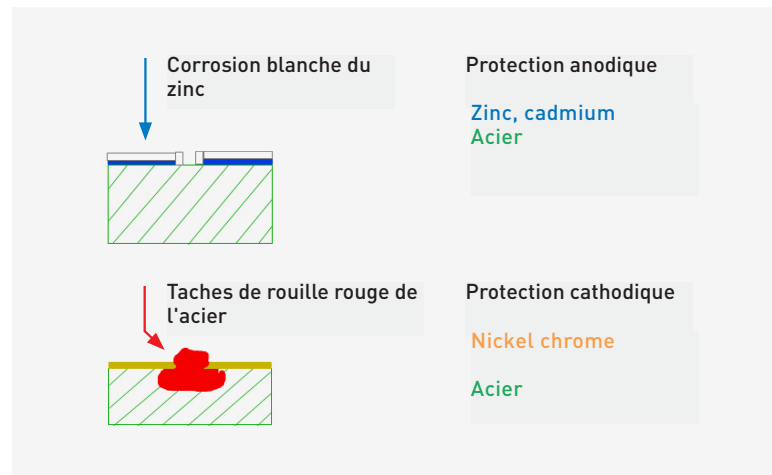 Corrosion blanche du
zinc
Protection anodique
Zinc, cadmium
Acier
Taches de rouille rouge de
l'acier
Protection cathodique
Nickel chrome
Acier